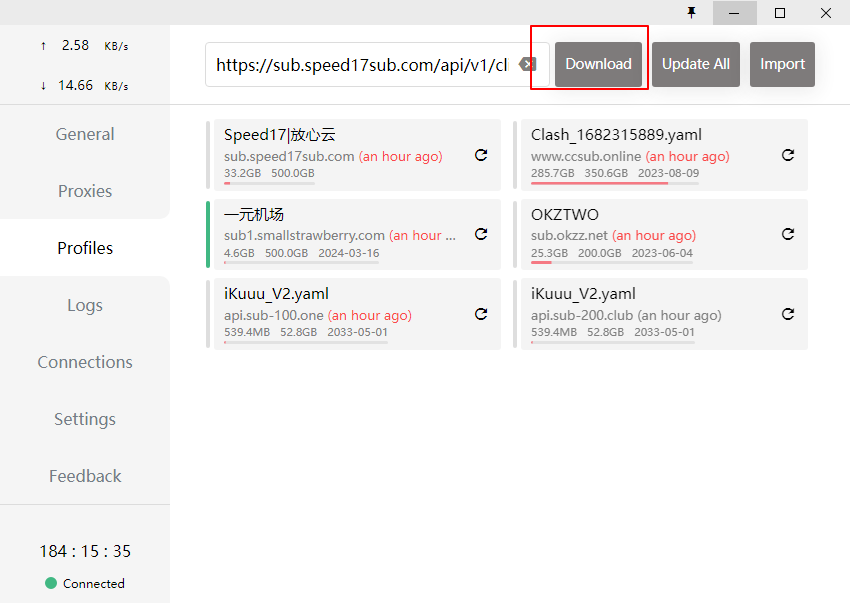 ↑ 2.58 KB/s
↓ 14.66 KB/s
General
Proxies
Profiles
Logs
Connections
Settings
Feedback
184 : 15 : 35
Connected
https://sub.speed17sub.com/api/v1/cl
Download
Update All
Import
Speed17|放心云
sub.speed17sub.com (an hour ago)
33.2GB 500.0GB
Clash_1682315889.yaml
www.ccsub.online (an hour ago)
285.7GB 350.6GB 2023-08-09
一元机场
sub1.smallstrawberry.com (an hour ...
4.6GB 500.0GB 2024-03-16
OKZTWO
sub.okzz.net (an hour ago)
25.3GB 200.0GB 2023-06-04
iKuuu_V2.yaml
api.sub-100.one (an hour ago)
539.4MB 52.8GB 2033-05-01
iKuuu_V2.yaml
api.sub-200.club (an hour ago)
539.4MB 52.8GB 2033-05-01